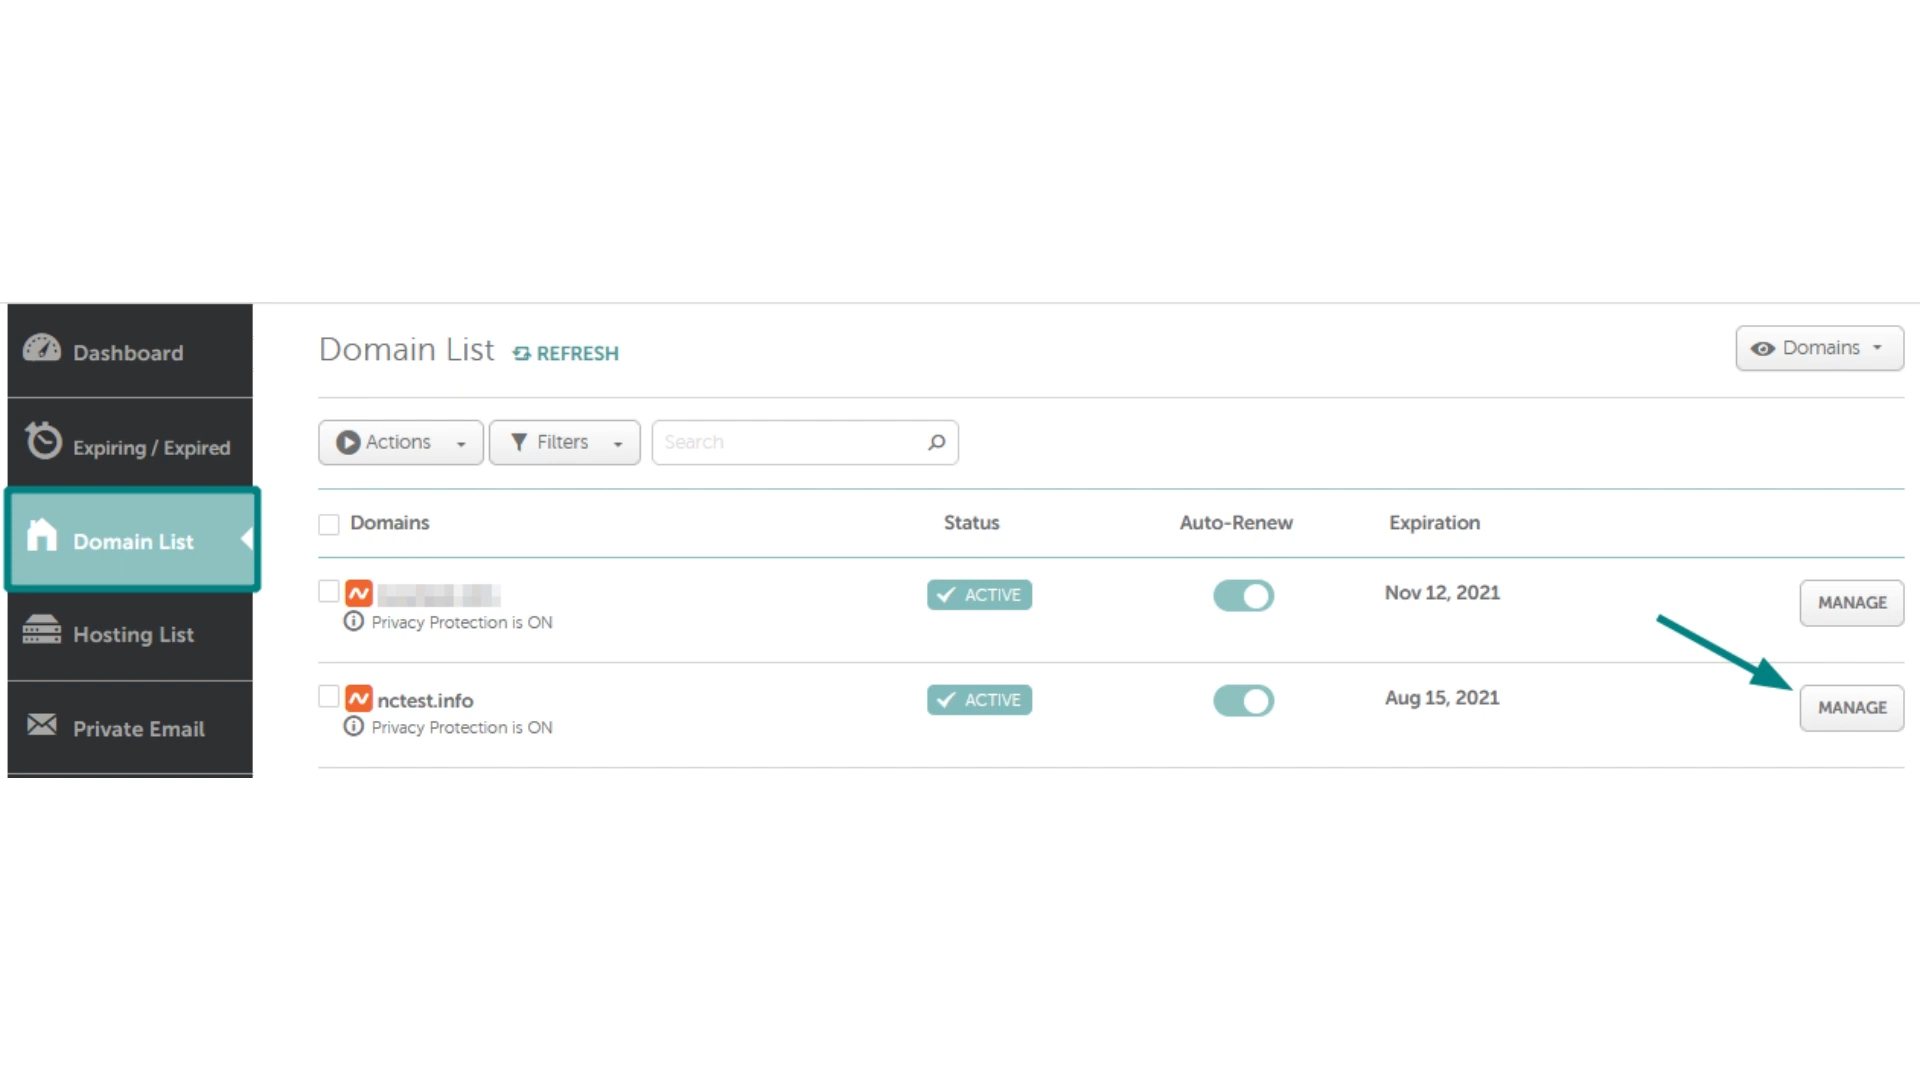 Dashboard
Expiring / Expired
Domain List
Hosting List
Private Email
Domain List REFRESH
Domains
Actions Filters Search
Domains Status Auto-Renew Expiration
ACTIVE Nov 12, 2021 MANAGE
Privacy Protection is ON
nctest.info ACTIVE Aug 15, 2021 MANAGE
Privacy Protection is ON